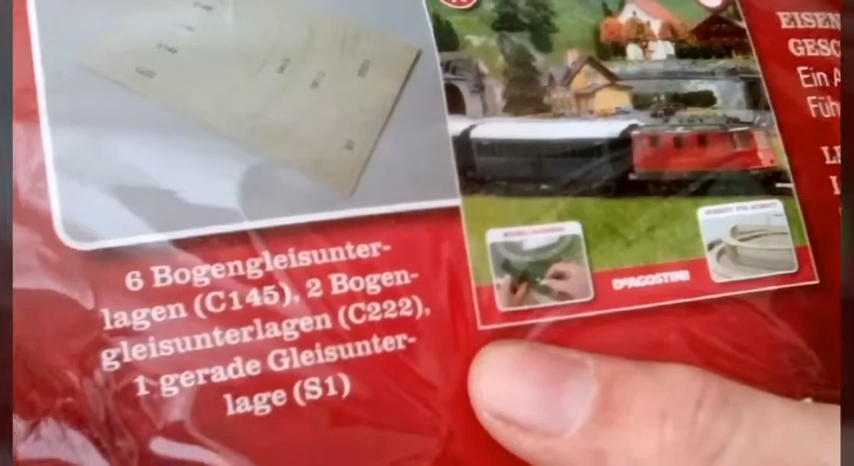 6 Bogengleisunter-
lagen (C145), 2 Bogen-
gleisunterlagen (C222),
1 gerade Gleisunter-
lage (S1)
DeAGOSTINI
EISEN
GESC
Ein A
Füh